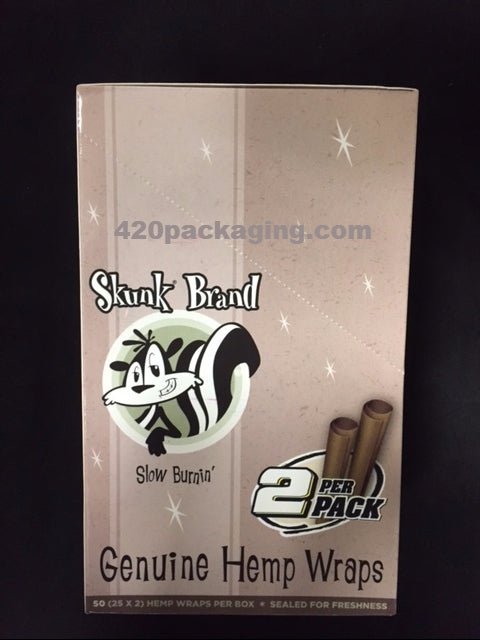 420packaging.com
Skunk® Brand
Slow Burnin'
2 PER
PACK
Genuine Hemp Wraps
50 (25 X 2) HEMP WRAPS PER BOX * SEALED FOR FRESHNESS